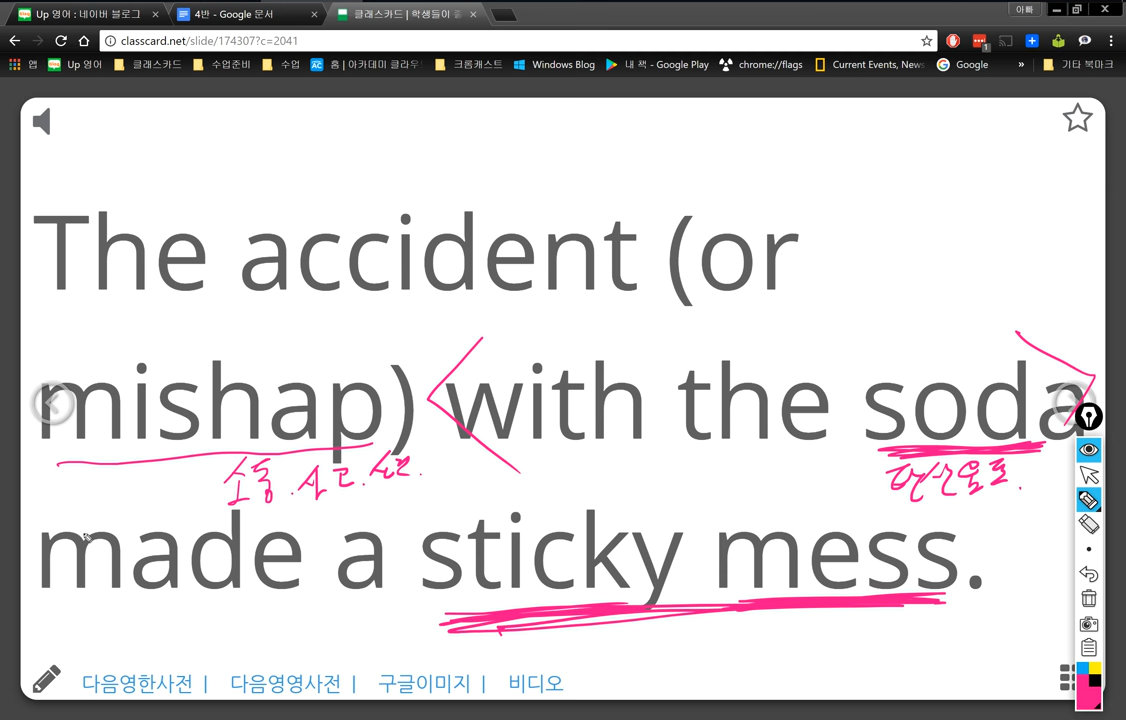 Up 영어 : 네이버 블로그
4반 - Google 문서
클래스카드 | 학생들이 좋
아빠
classcard.net/slide/174307?c=2041
앱
Up 영어
클래스카드
수업준비
수업
홈 | 아카데미 클라우
크롬캐스트
Windows Blog
내 책 - Google Play
chrome://flags
Current Events, News
Google
»
기타 북마크
1
The accident (or
mishap) with the soda
소동. 사고. 사건.
탄산음료.
made a sticky mess.
다음영한사전 | 다음영영사전 | 구글이미지 | 비디오